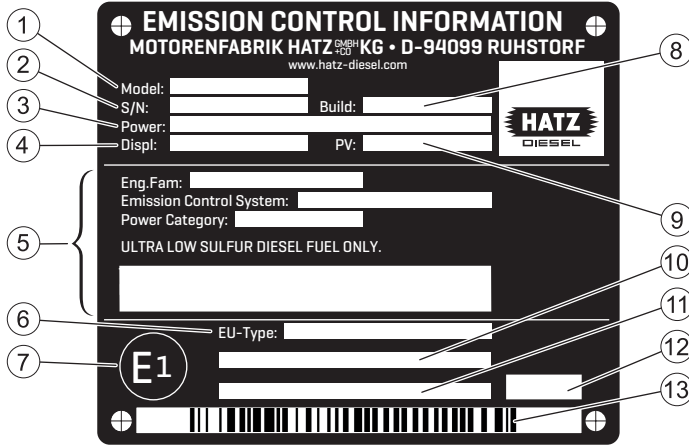 EMISSION CONTROL INFORMATION
MOTORENFABRIK HATZ GMBH +CO KG • D-94099 RUHSTORF
www.hatz-diesel.com
1
Model:
2
S/N:
Build:
8
3
Power:
4
Displ:
PV:
9
HATZ
DIESEL
5
Eng.Fam:
Emission Control System:
Power Category:
ULTRA LOW SULFUR DIESEL FUEL ONLY.
6
EU-Type:
10
7
E1
11
12
13